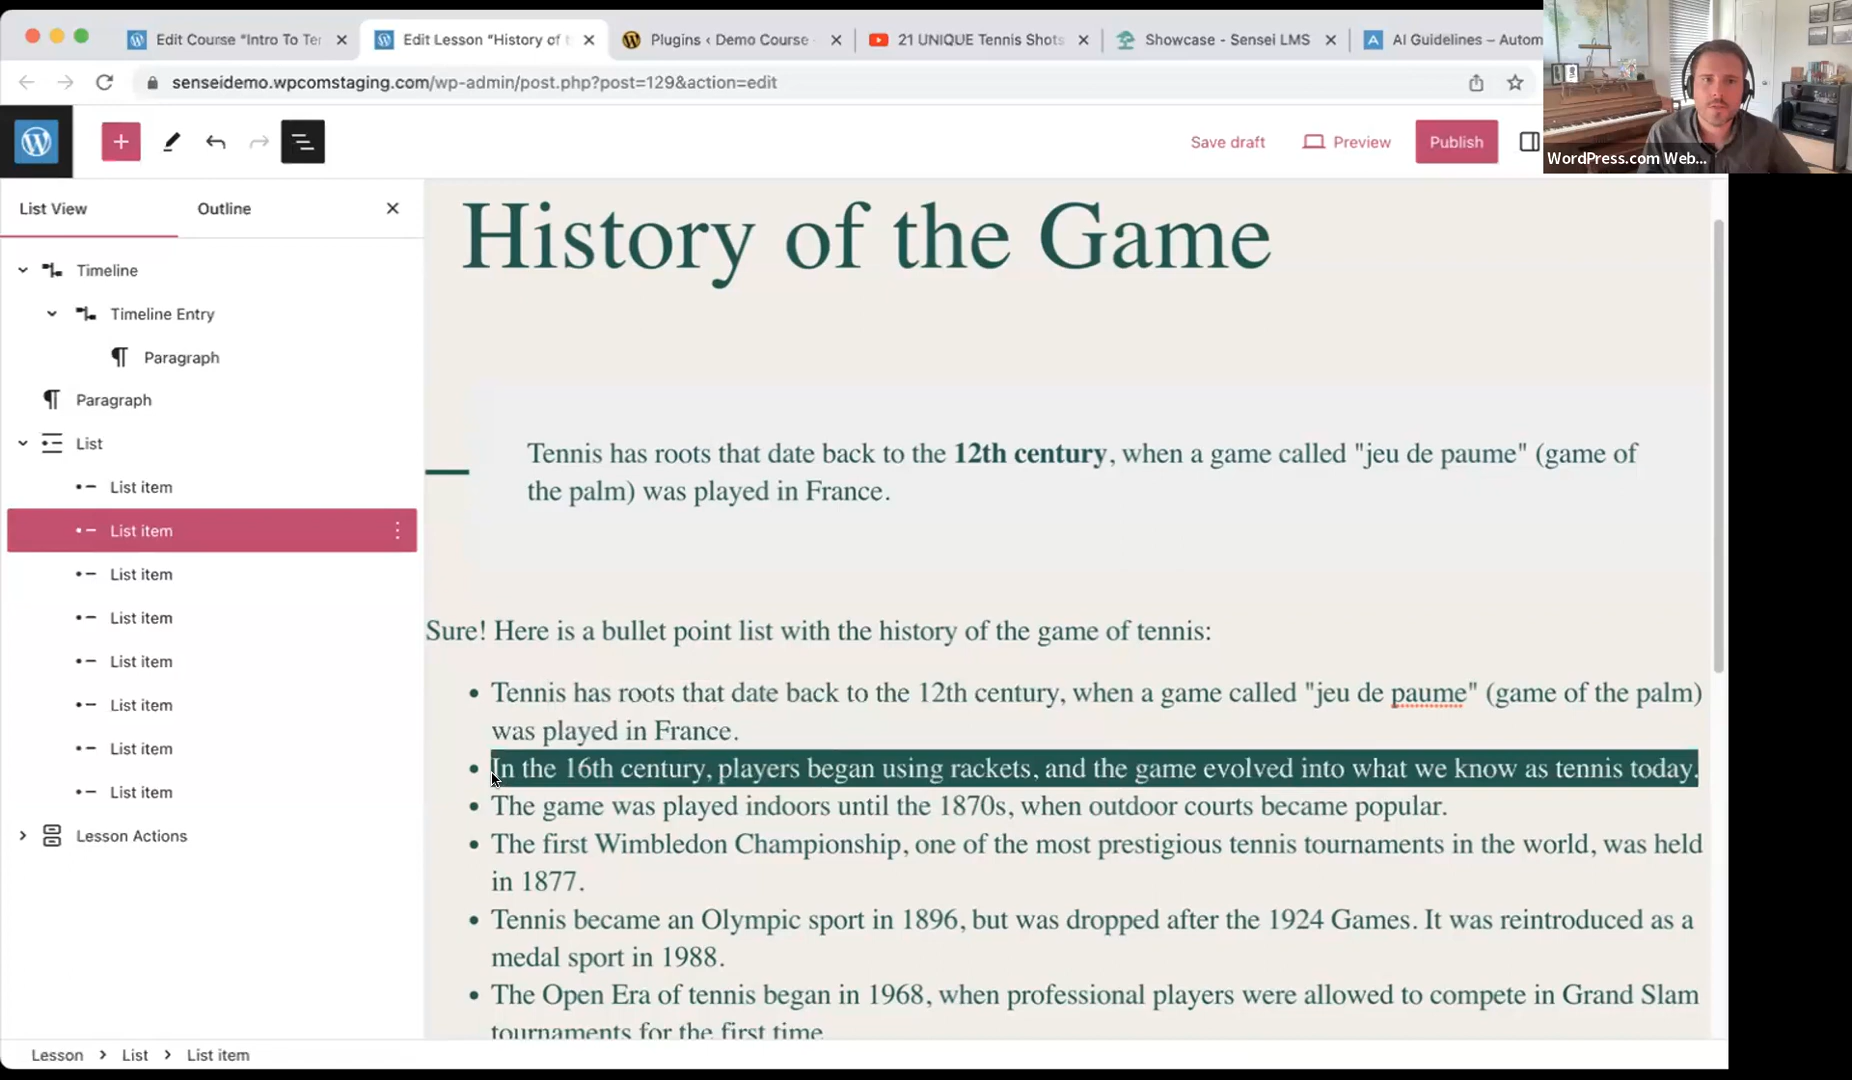 Edit Course "Intro To Ter
Edit Lesson "History of t
Plugins ‹ Demo Course
21 UNIQUE Tennis Shots
Showcase - Sensei LMS
AI Guidelines – Autom
senseidemo.wpcomstaging.com/wp-admin/post.php?post=129&action=edit
WordPress.com Web...
Save draft
Preview
Publish
List View
Outline
Timeline
Timeline Entry
Paragraph
Paragraph
List
List item
List item
List item
List item
List item
List item
List item
List item
Lesson Actions
History of the Game
Tennis has roots that date back to the 12th century, when a game called "jeu de paume" (game of
the palm) was played in France.
Sure! Here is a bullet point list with the history of the game of tennis:
• Tennis has roots that date back to the 12th century, when a game called "jeu de paume" (game of the palm)
was played in France.
• In the 16th century, players began using rackets, and the game evolved into what we know as tennis today.
• The game was played indoors until the 1870s, when outdoor courts became popular.
• The first Wimbledon Championship, one of the most prestigious tennis tournaments in the world, was held
in 1877.
• Tennis became an Olympic sport in 1896, but was dropped after the 1924 Games. It was reintroduced as a
medal sport in 1988.
• The Open Era of tennis began in 1968, when professional players were allowed to compete in Grand Slam
tournaments for the first time.
Lesson > List > List item